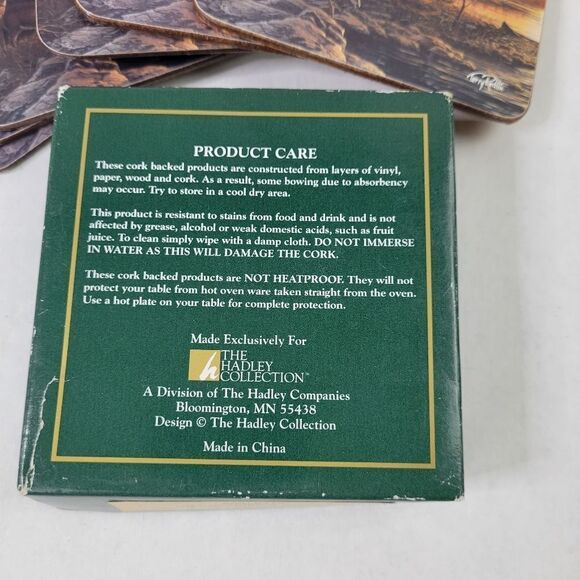 PRODUCT CARE
These cork backed products are constructed from layers of vinyl,
paper, wood and cork. As a result, some bowing due to absorbency
may occur. Try to store in a cool dry area.
This product is resistant to stains from food and drink and is not
affected by grease, alcohol or weak domestic acids, such as fruit
juice. To clean simply wipe with a damp cloth. DO NOT IMMERSE
IN WATER AS THIS WILL DAMAGE THE CORK.
These cork backed products are NOT HEATPROOF. They will not
protect your table from hot oven ware taken straight from the oven.
Use a hot plate on your table for complete protection.
Made Exclusively For
h THE
HADLEY
COLLECTION™
A Division of The Hadley Companies
Bloomington, MN 55438
Design © The Hadley Collection
Made in China